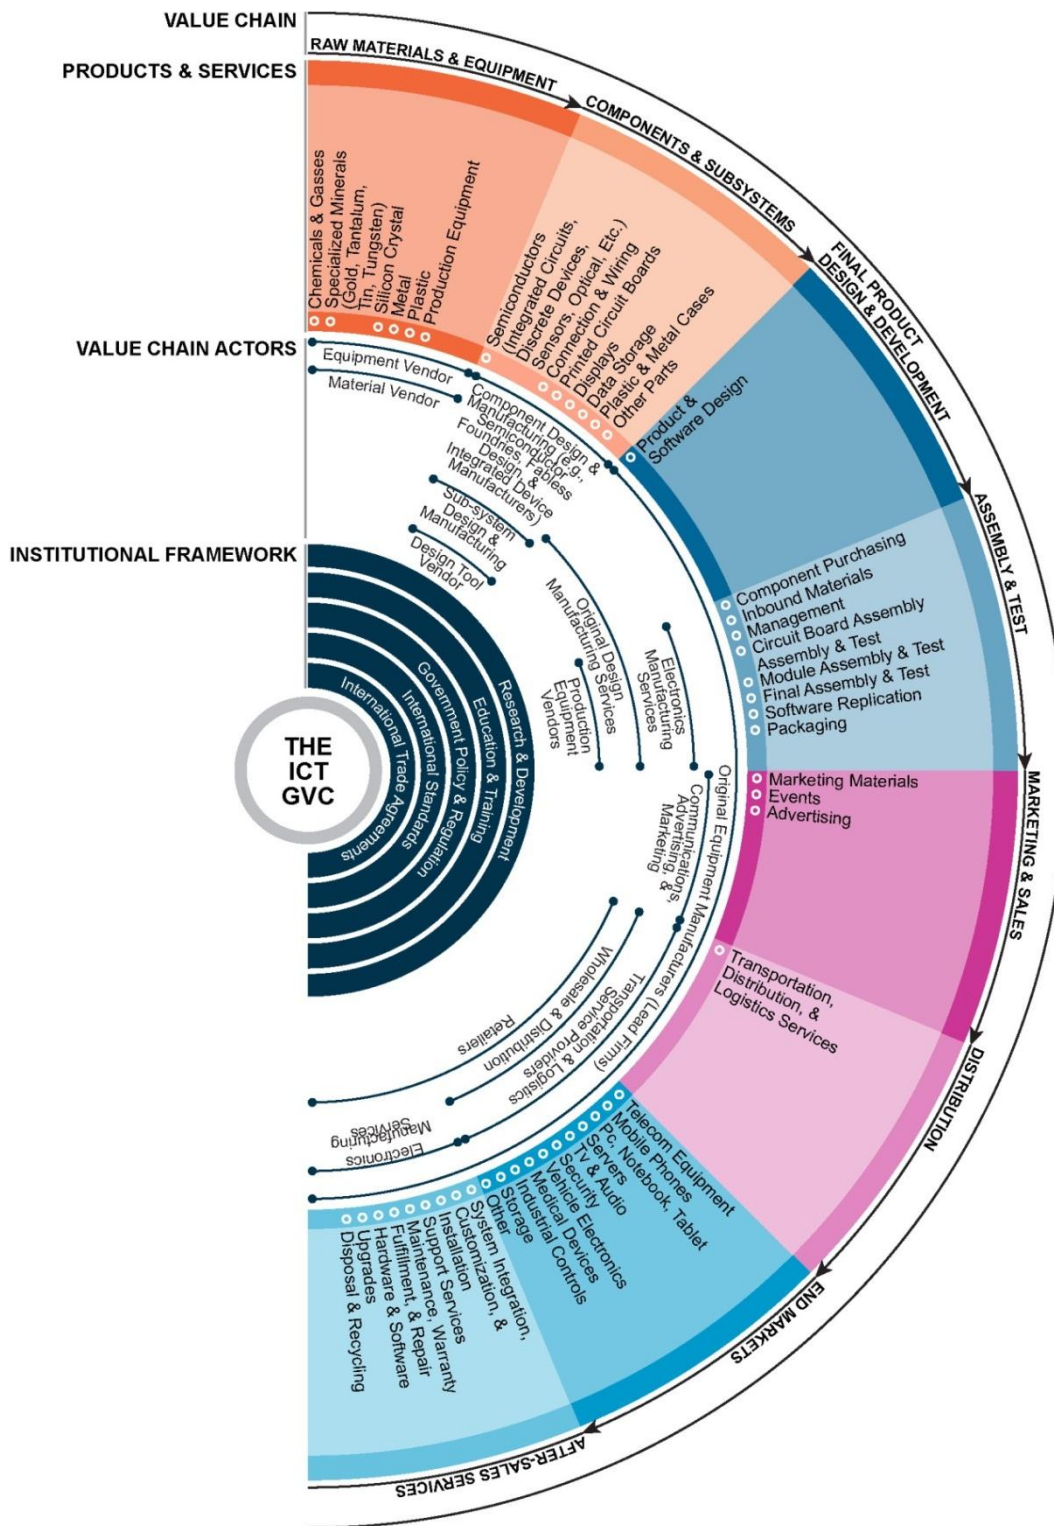 VALUE CHAIN
RAW MATERIALS & EQUIPMENT
COMPONENTS & SUBSYSTEMS
FINAL PRODUCT
DESIGN & DEVELOPMENT
ASSEMBLY & TEST
MARKETING & SALES
DISTRIBUTION
END MARKETS
AFTER-SALES SERVICES
PRODUCTS & SERVICES
Chemicals & Gasses
Specialized Minerals
(Gold, Tantalum,
Tin, Tungsten)
Silicon Crystal
Metal
Plastic
Production Equipment
Semiconductors
(Integrated Circuits,
Discrete Devices,
Sensors, Optical, Etc.)
Connection & Wiring
Printed Circuit Boards
Displays
Data Storage
Plastic & Metal Cases
Other Parts
Product &
Software Design
Component Purchasing
Inbound Materials
Management
Circuit Board Assembly
Assembly & Test
Module Assembly & Test
Final Assembly & Test
Software Replication
Packaging
Marketing Materials
Events
Advertising
Transportation,
Distribution, &
Logistics Services
Telecom Equipment
Mobile Phones
Pc, Notebook, Tablet
Servers
Tv & Audio
Security
Vehicle Electronics
Medical Devices
Industrial Controls
Storage
Other
System Integration,
Customization, &
Installation
Support Services
Maintenance, Warranty
Fulfillment, & Repair
Hardware & Software
Upgrades
Disposal & Recycling
VALUE CHAIN ACTORS
Equipment Vendor
Material Vendor
Component Design &
Manufacturing (e.g.,
Semiconductor
Foundries, Fabless
Design, &
Integrated Device
Manufacturers)
Sub-system
Design &
Manufacturing
Design Tool
Vendor
Original Design
Manufacturing Services
Production
Equipment
Vendors
Electronics
Manufacturing
Services
Original Equipment Manufacturers (Lead Firms)
Communications,
Advertising, &
Marketing
Transportation & Logistics
Service Providers
Wholesale & Distribution
Retailers
Electronics
Manufacturing
Services
INSTITUTIONAL FRAMEWORK
Research & Development
Education & Training
Government Policy & Regulation
International Standards
International Trade Agreements
THE
ICT
GVC